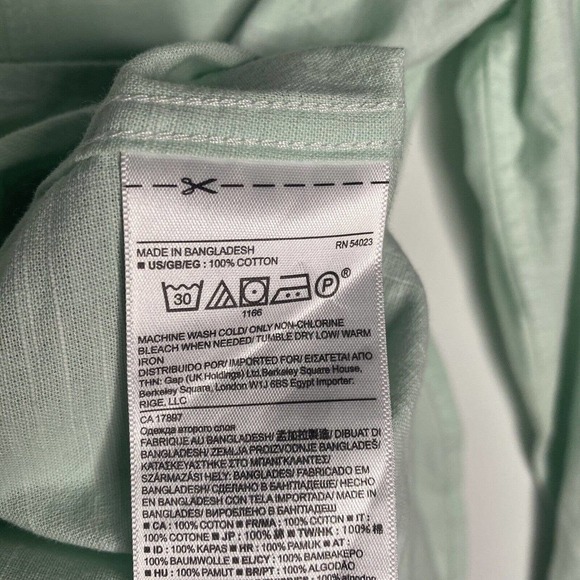 MADE IN BANGLADESH RN 54023
■ US/GB/EG : 100% COTTON
30 P ®
1166
MACHINE WASH COLD/ ONLY NON-CHLORINE
BLEACH WHEN NEEDED/ TUMBLE DRY LOW/ WARM
IRON
DISTRIBUIDO POR/ IMPORTED FOR/ ΕΙΣΑΓΕΤΑΙ ΑΠΟ
ΤΗΝ: Gap (UK Holdings) Ltd.Berkeley Square House,
Berkeley Square, London W1J 6BS Egypt Importer:
RIGE, LLC
CA 17897
Одежда второго слоя
FABRIQUE AU BANGLADESH/ 孟加拉製造/ DIBUAT DI
BANGLADESH/ ZEMLJA PROIZVODNJE BANGLADEŠ/
ΚΑΤΑΣΚΕΥΑΣΤΗΚΕ ΣΤΟ ΜΠΑΝΓΚΛΑΝΤΕΣ/
SZÁRMAZÁSI HELY: BANGLADES/ FABRICADO EM
BANGLADESH/ СДЕЛАНО В БАНГЛАДЕШ/ HECHO
EN BANGLADESH CON TELA IMPORTADA/ MADE IN
BANGLADES/ ВИРОБЛЕНО В БАНГЛАДЕШ
■ CA : 100% COTTON ■ FR/MA : 100% COTON ■ IT :
100% COTONE ■ JP : 100% 綿 ■ TW/HK : 100% 棉
■ ID : 100% KAPAS ■ HR : 100% PAMUK ■ AT :
100% BAUMWOLLE ■ EL/CY : 100% ΒΑΜΒΑΚΕΡΟ
■ HU : 100% PAMUT ■ BR/PT : 100% ALGODÃO